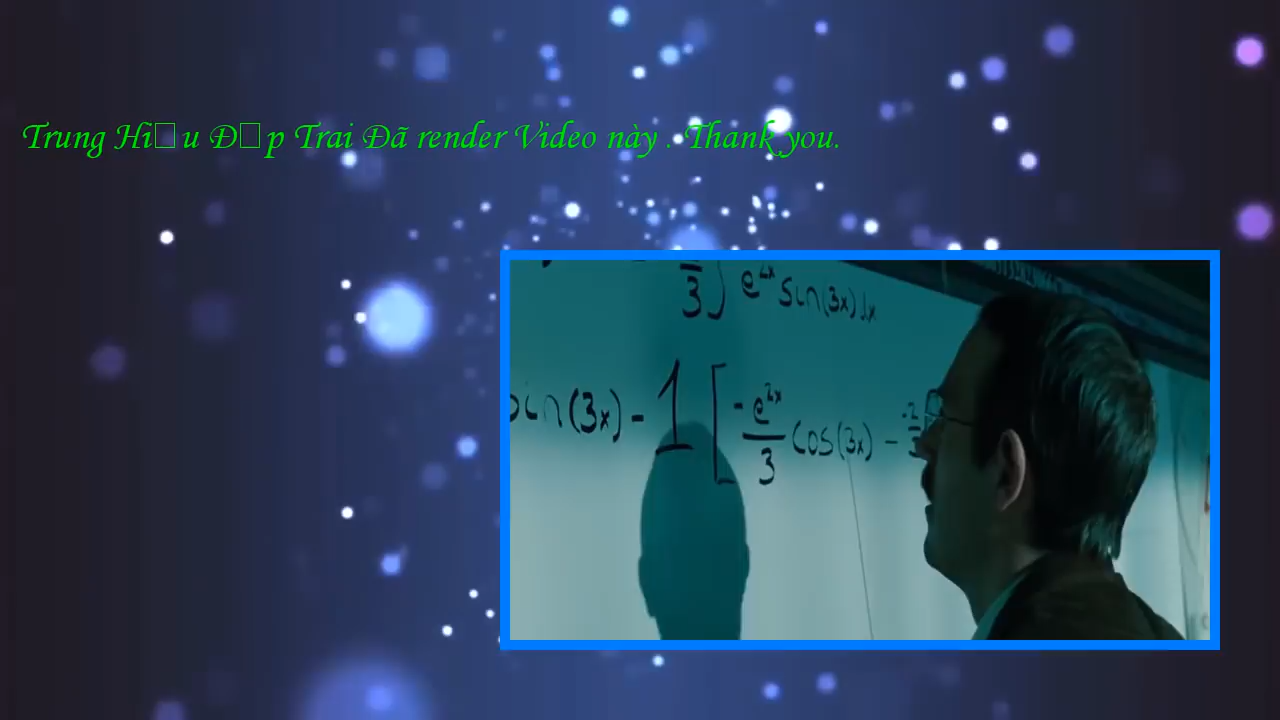 Trung Hi□u Đ□p Trai Đã render Video này . Thank you.
3 ∫ e^2x sin(3x) dx
sin(3x) - 1 [ -e^2x/3 cos(3x) -